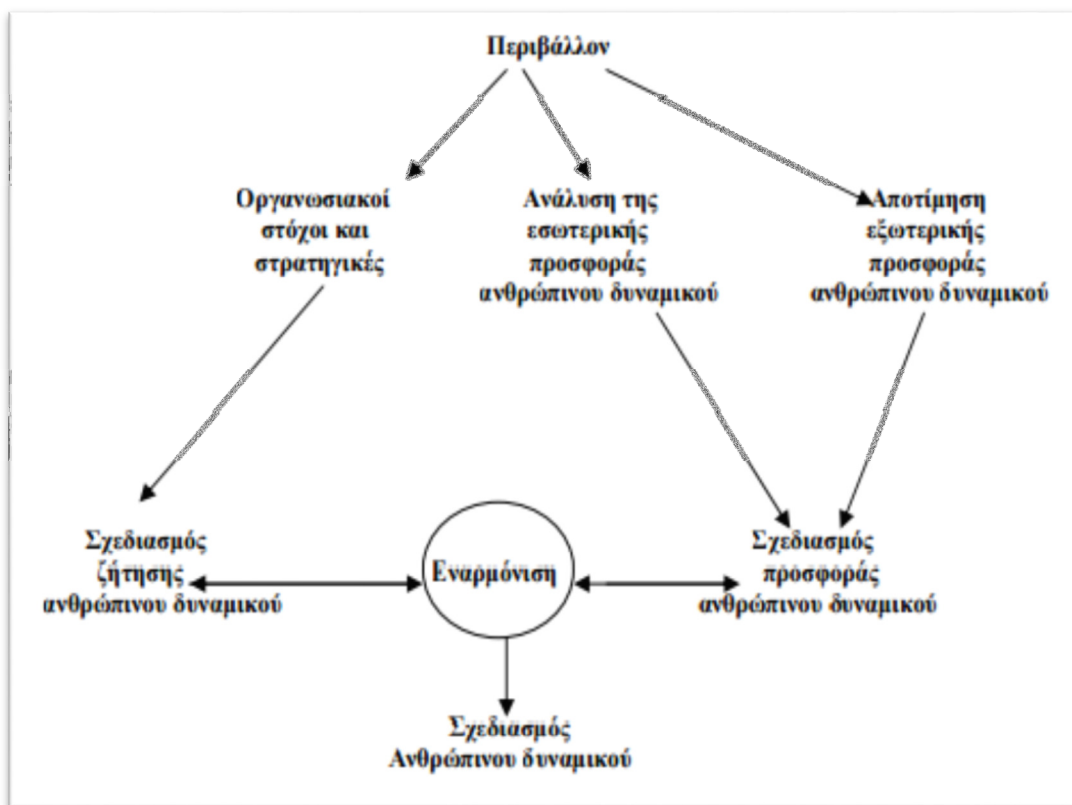 Περιβάλλον
Οργανωσιακοί
στόχοι και
στρατηγικές
Ανάλυση της
εσωτερικής
προσφοράς
ανθρώπινου δυναμικού
Αποτίμηση
εξωτερικής
προσφοράς
ανθρώπινου δυναμικού
Σχεδιασμός
ζήτησης
ανθρώπινου δυναμικού
Εναρμόνιση
Σχεδιασμός
προσφοράς
ανθρώπινου δυναμικού
Σχεδιασμός
Ανθρώπινου δυναμικού